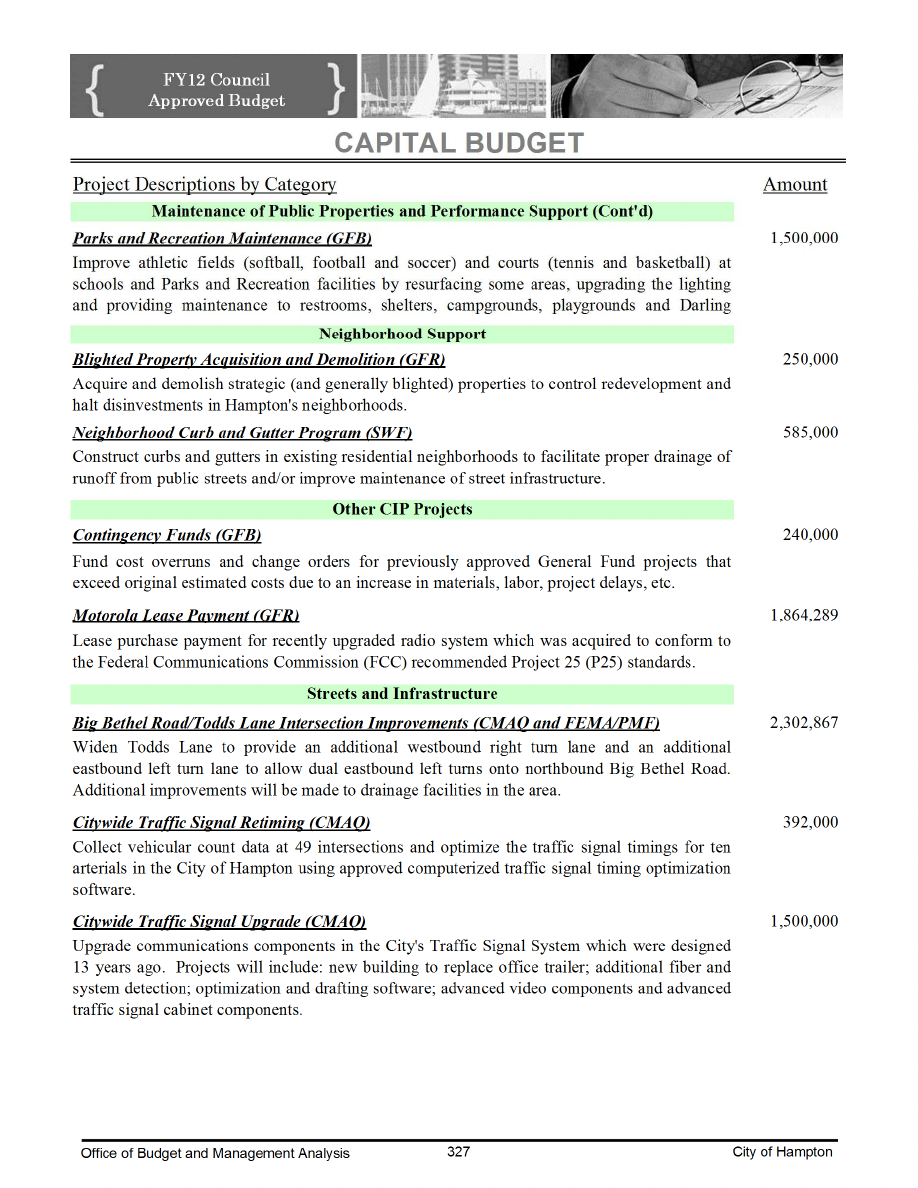 FY12 Council
Approved Budget
CAPITAL BUDGET
Project Descriptions by Category Amount
Maintenance of Public Properties and Performance Support (Cont'd)
Parks and Recreation Maintenance (GFB) 1,500,000
Improve athletic fields (softball, football and soccer) and courts (tennis and basketball) at
schools and Parks and Recreation facilities by resurfacing some areas, upgrading the lighting
and providing maintenance to restrooms, shelters, campgrounds, playgrounds and Darling
Neighborhood Support
Blighted Property Acquisition and Demolition (GFR) 250,000
Acquire and demolish strategic (and generally blighted) properties to control redevelopment and
halt disinvestments in Hampton's neighborhoods.
Neighborhood Curb and Gutter Program (SWF) 585,000
Construct curbs and gutters in existing residential neighborhoods to facilitate proper drainage of
runoff from public streets and/or improve maintenance of street infrastructure.
Other CIP Projects
Contingency Funds (GFB) 240,000
Fund cost overruns and change orders for previously approved General Fund projects that
exceed original estimated costs due to an increase in materials, labor, project delays, etc.
Motorola Lease Payment (GFR) 1,864,289
Lease purchase payment for recently upgraded radio system which was acquired to conform to
the Federal Communications Commission (FCC) recommended Project 25 (P25) standards.
Streets and Infrastructure
Big Bethel Road/Todds Lane Intersection Improvements (CMAQ and FEMA/PMF) 2,302,867
Widen Todds Lane to provide an additional westbound right turn lane and an additional
eastbound left turn lane to allow dual eastbound left turns onto northbound Big Bethel Road.
Additional improvements will be made to drainage facilities in the area.
Citywide Traffic Signal Retiming (CMAQ) 392,000
Collect vehicular count data at 49 intersections and optimize the traffic signal timings for ten
arterials in the City of Hampton using approved computerized traffic signal timing optimization
software.
Citywide Traffic Signal Upgrade (CMAQ) 1,500,000
Upgrade communications components in the City's Traffic Signal System which were designed
13 years ago. Projects will include: new building to replace office trailer; additional fiber and
system detection; optimization and drafting software; advanced video components and advanced
traffic signal cabinet components.
Office of Budget and Management Analysis 327 City of Hampton